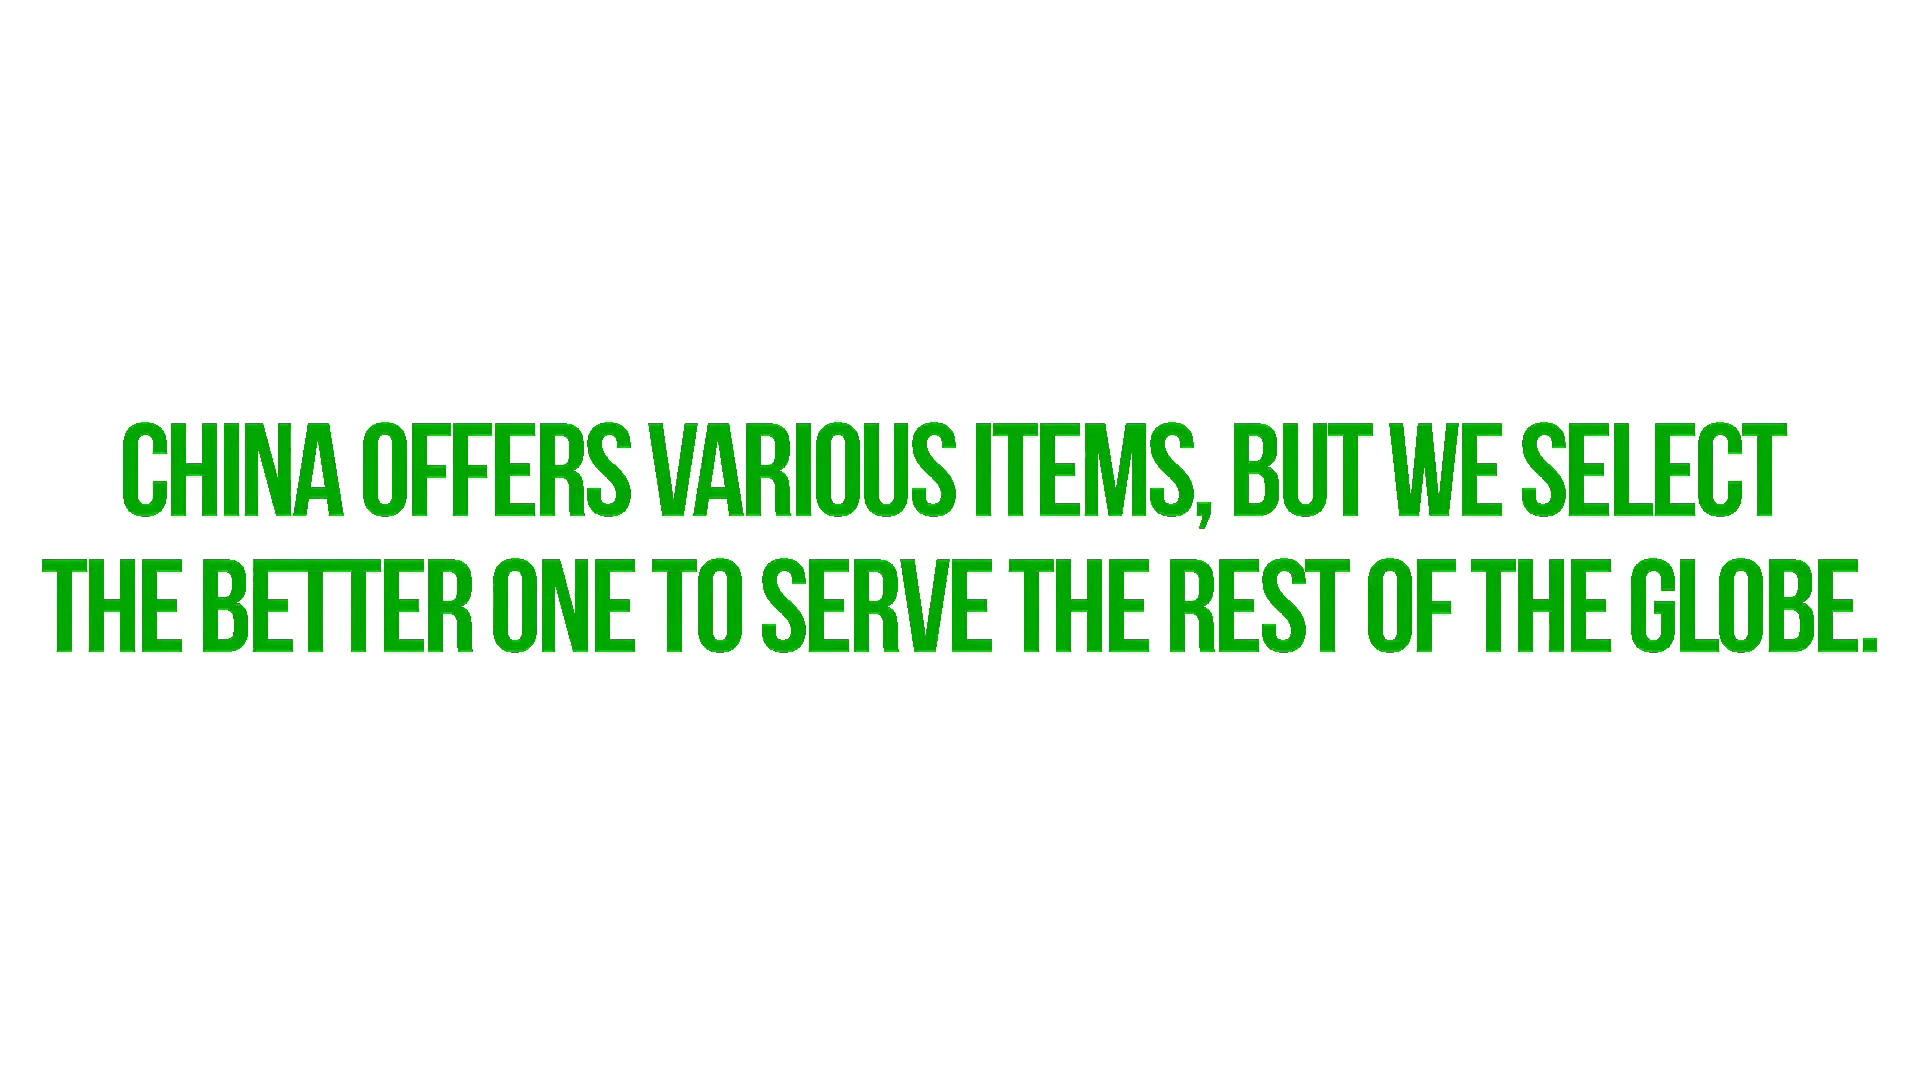 CHINA OFFERS VARIOUS ITEMS, BUT WE SELECT
THE BETTER ONE TO SERVE THE REST OF THE GLOBE.